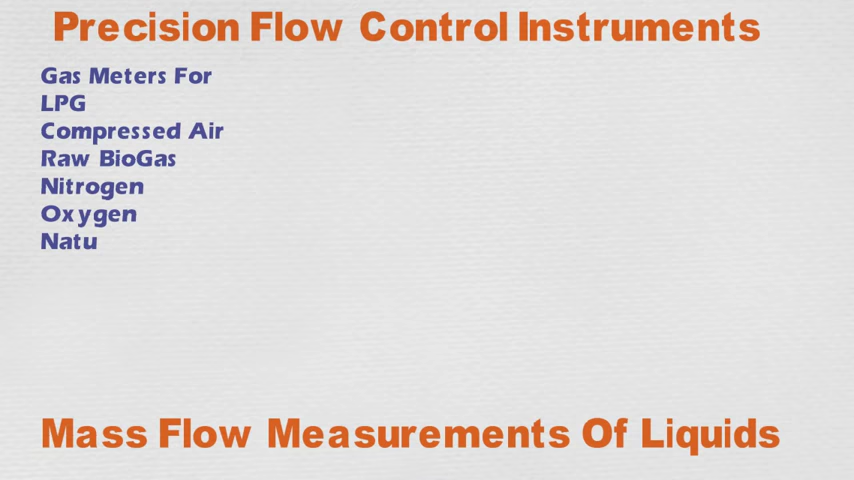 Precision Flow Control Instruments
Gas Meters For
LPG
Compressed Air
Raw BioGas
Nitrogen
Oxygen
Natu
Mass Flow Measurements Of Liquids